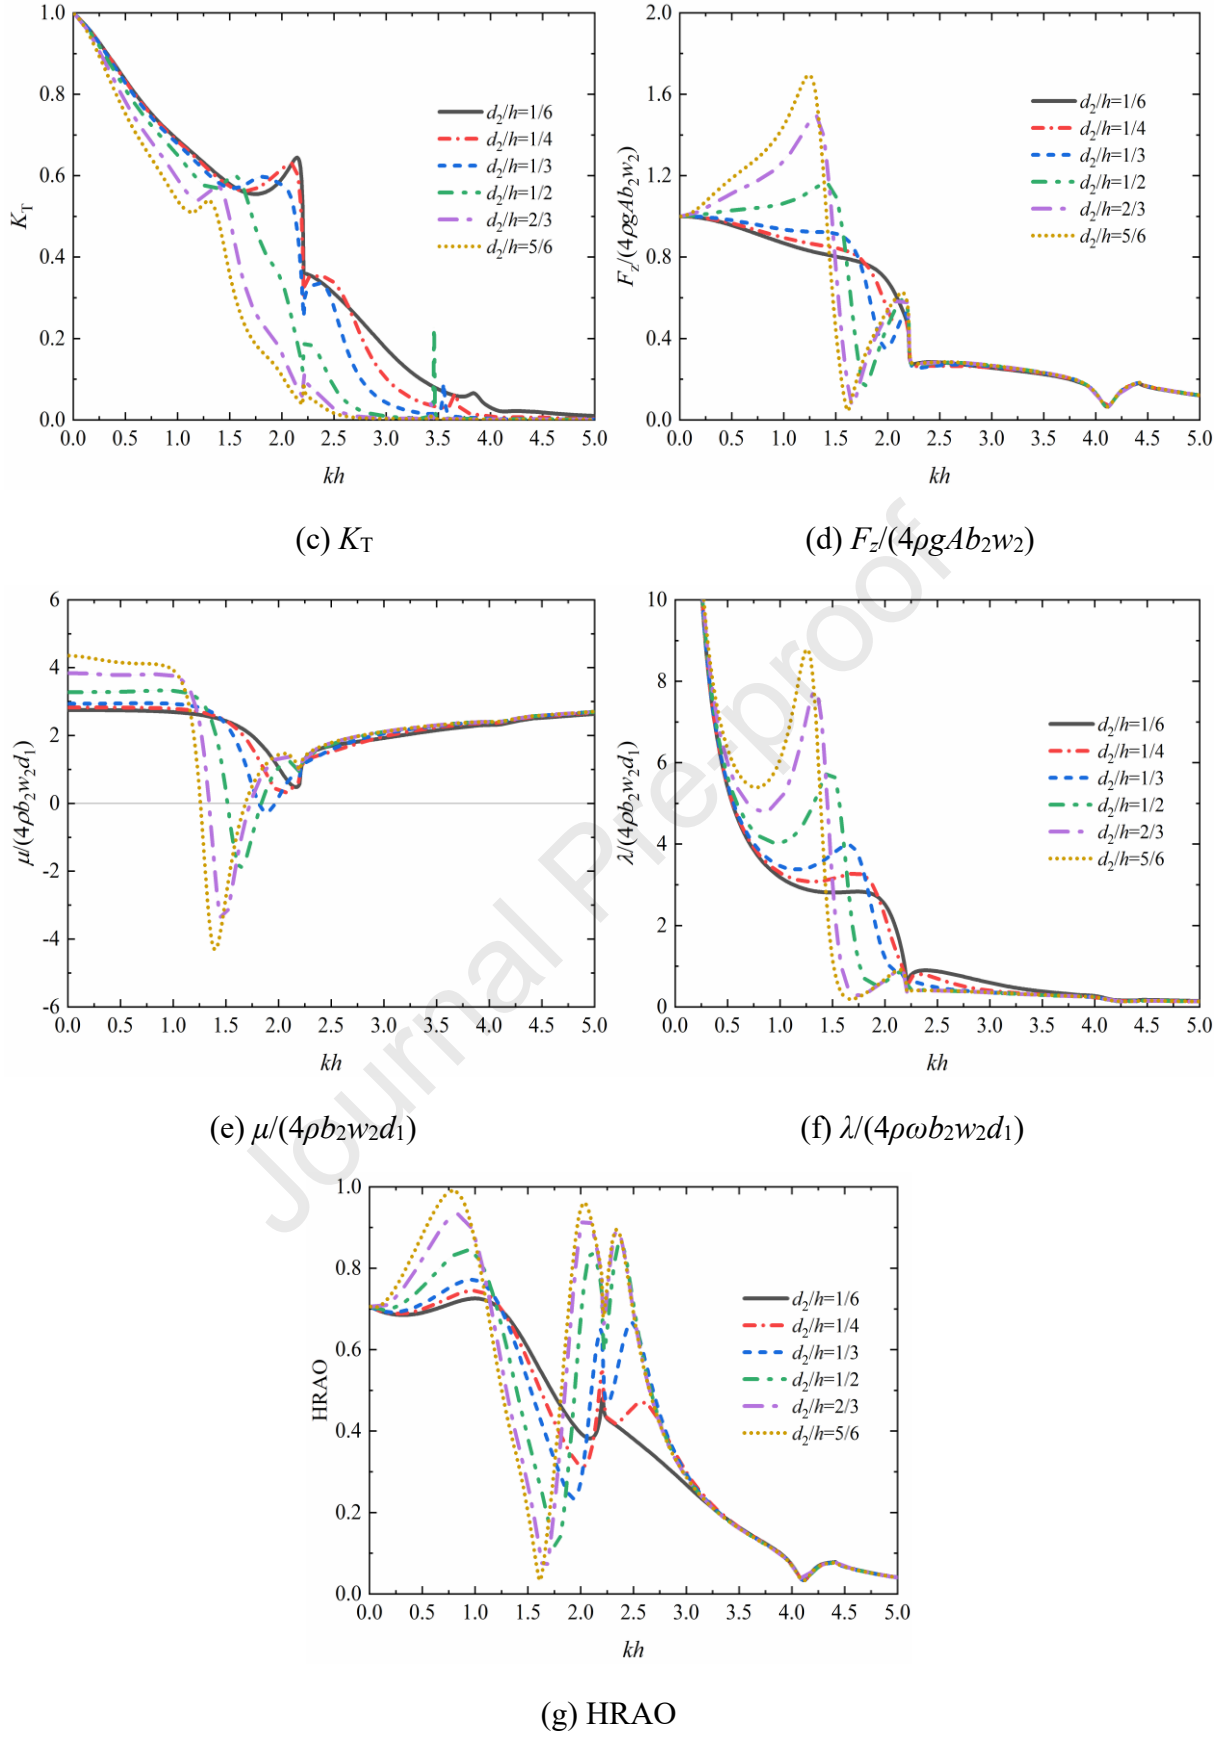 1.0
0.8
0.6
0.4
0.2
0.0
K_T
0.0 0.5 1.0 1.5 2.0 2.5 3.0 3.5 4.0 4.5 5.0
kh
d₂/h=1/6
d₂/h=1/4
d₂/h=1/3
d₂/h=1/2
d₂/h=2/3
d₂/h=5/6
(c) K_T
2.0
1.6
1.2
0.8
0.4
0.0
F_z/(4ρgAb₂w₂)
0.0 0.5 1.0 1.5 2.0 2.5 3.0 3.5 4.0 4.5 5.0
kh
d₂/h=1/6
d₂/h=1/4
d₂/h=1/3
d₂/h=1/2
d₂/h=2/3
d₂/h=5/6
(d) F_z/(4ρgAb₂w₂)
6
4
2
0
-2
-4
-6
μ/(4ρb₂w₂d₁)
0.0 0.5 1.0 1.5 2.0 2.5 3.0 3.5 4.0 4.5 5.0
kh
(e) μ/(4ρb₂w₂d₁)
10
8
6
4
2
0
λ/(4ρb₂w₂d₁)
0.0 0.5 1.0 1.5 2.0 2.5 3.0 3.5 4.0 4.5 5.0
kh
d₂/h=1/6
d₂/h=1/4
d₂/h=1/3
d₂/h=1/2
d₂/h=2/3
d₂/h=5/6
(f) λ/(4ρωb₂w₂d₁)
1.0
0.8
0.6
0.4
0.2
0.0
HRAO
0.0 0.5 1.0 1.5 2.0 2.5 3.0 3.5 4.0 4.5 5.0
kh
d₂/h=1/6
d₂/h=1/4
d₂/h=1/3
d₂/h=1/2
d₂/h=2/3
d₂/h=5/6
(g) HRAO
Journal Pre-proof